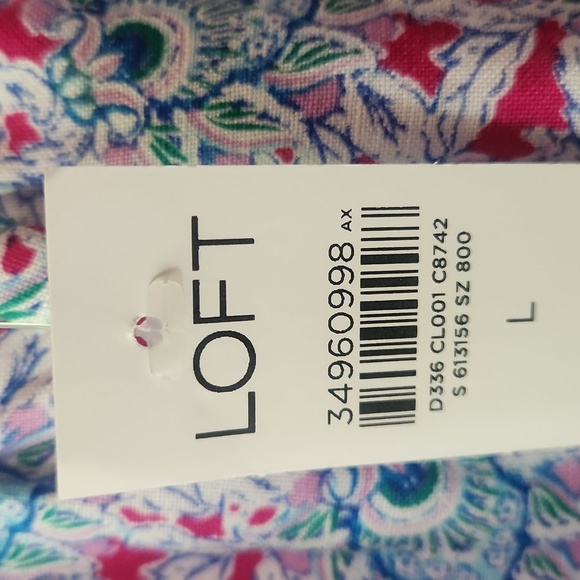 LOFT
34960998 AX
D336 CL001 C8742
S 613156 SZ 800
L